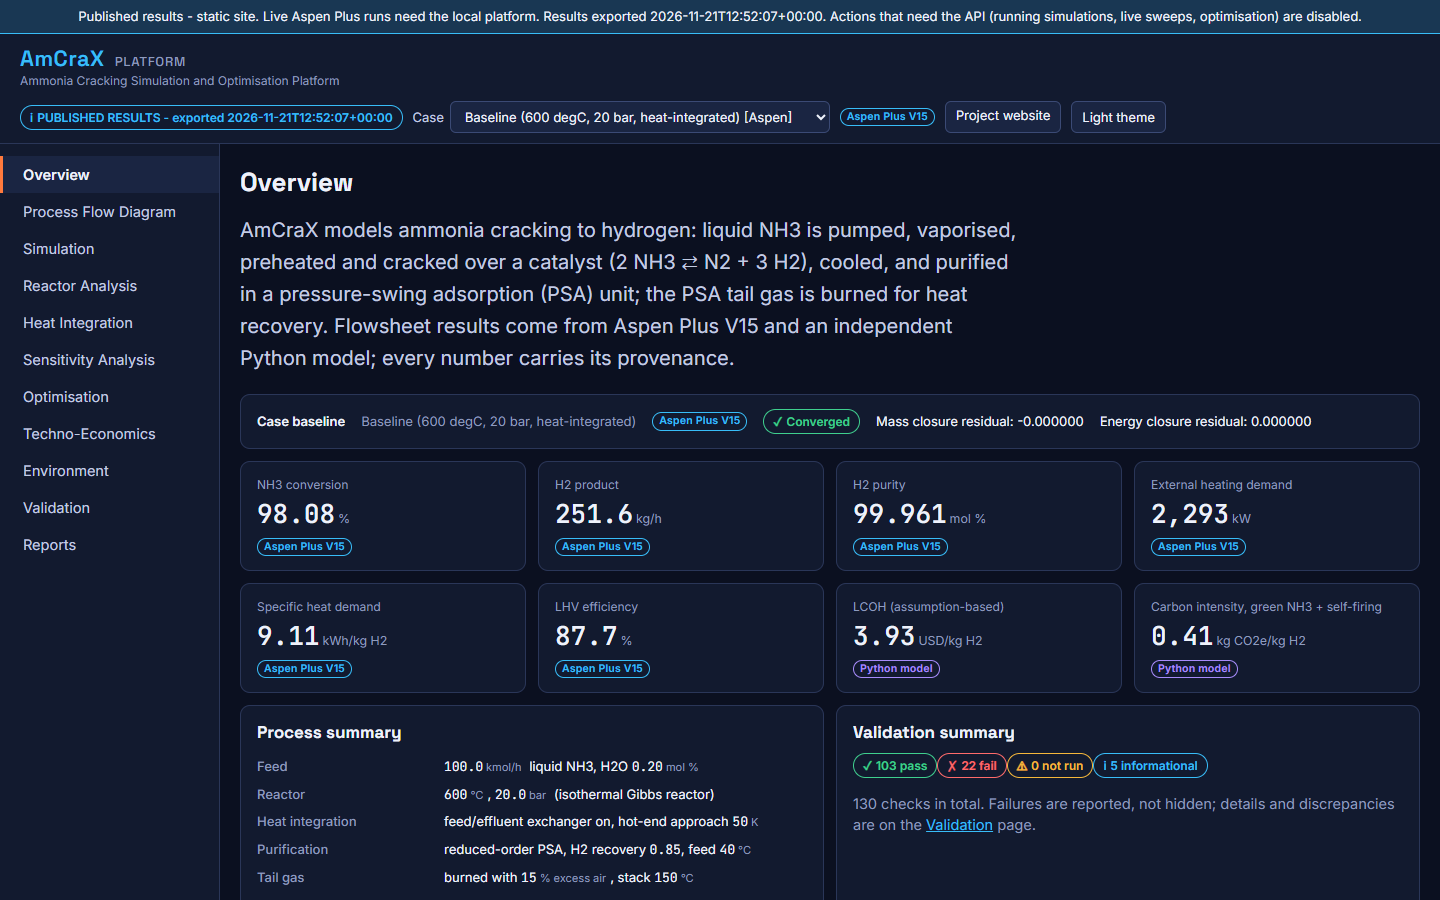 Published results - static site. Live Aspen Plus runs need the local platform. Results exported 2026-11-21T12:52:07+00:00. Actions that need the API (running simulations, live sweeps, optimisation) are disabled.
AmCraX PLATFORM
Ammonia Cracking Simulation and Optimisation Platform
i PUBLISHED RESULTS - exported 2026-11-21T12:52:07+00:00 Case Baseline (600 degC, 20 bar, heat-integrated) [Aspen] Aspen Plus V15 Project website Light theme
Overview
Process Flow Diagram
Simulation
Reactor Analysis
Heat Integration
Sensitivity Analysis
Optimisation
Techno-Economics
Environment
Validation
Reports
Overview
AmCraX models ammonia cracking to hydrogen: liquid NH3 is pumped, vaporised,
preheated and cracked over a catalyst (2 NH3 ⇄ N2 + 3 H2), cooled, and purified
in a pressure-swing adsorption (PSA) unit; the PSA tail gas is burned for heat
recovery. Flowsheet results come from Aspen Plus V15 and an independent
Python model; every number carries its provenance.
Case baseline Baseline (600 degC, 20 bar, heat-integrated) Aspen Plus V15 ✓ Converged Mass closure residual: -0.000000 Energy closure residual: 0.000000
NH3 conversion
98.08 %
Aspen Plus V15
H2 product
251.6 kg/h
Aspen Plus V15
H2 purity
99.961 mol %
Aspen Plus V15
External heating demand
2,293 kW
Aspen Plus V15
Specific heat demand
9.11 kWh/kg H2
Aspen Plus V15
LHV efficiency
87.7 %
Aspen Plus V15
LCOH (assumption-based)
3.93 USD/kg H2
Python model
Carbon intensity, green NH3 + self-firing
0.41 kg CO2e/kg H2
Python model
Process summary
Feed 100.0 kmol/h liquid NH3, H2O 0.20 mol %
Reactor 600 °C , 20.0 bar (isothermal Gibbs reactor)
Heat integration feed/effluent exchanger on, hot-end approach 50 K
Purification reduced-order PSA, H2 recovery 0.85, feed 40 °C
Tail gas burned with 15 % excess air , stack 150 °C
Validation summary
✓ 103 pass ✗ 22 fail ⚠ 0 not run i 5 informational
130 checks in total. Failures are reported, not hidden; details and discrepancies
are on the Validation page.